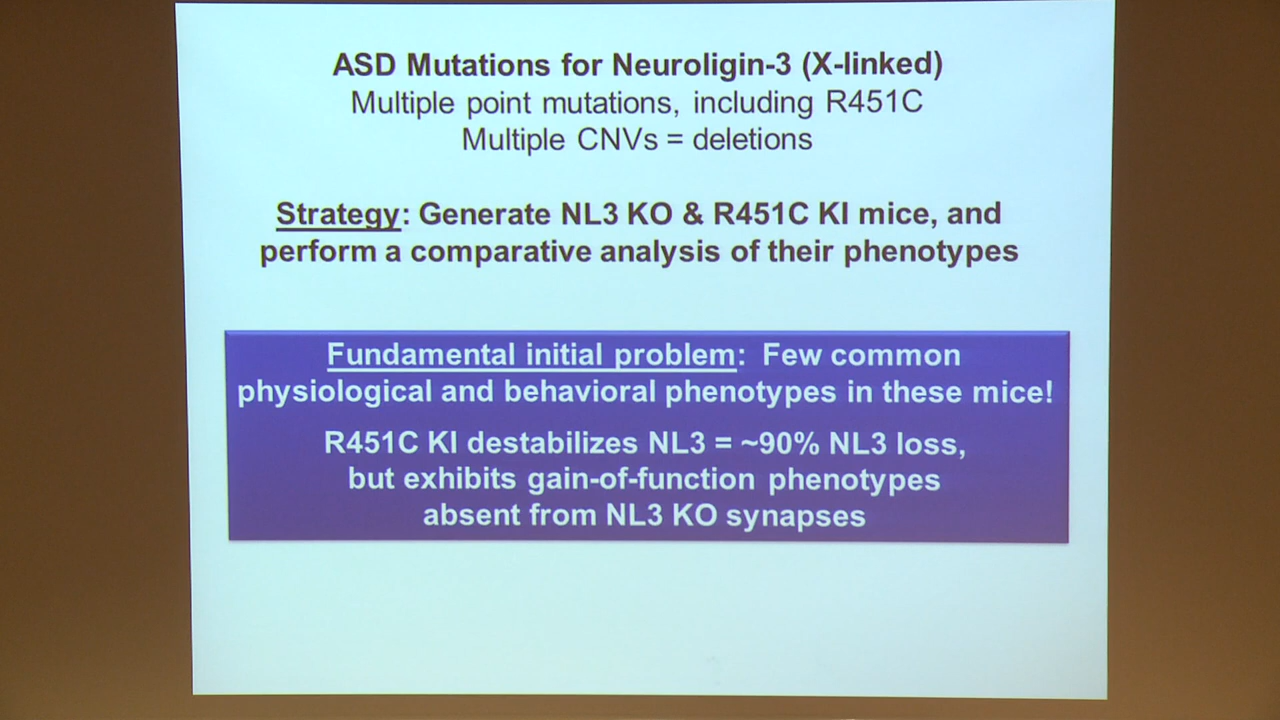 ASD Mutations for Neuroligin-3 (X-linked)
Multiple point mutations, including R451C
Multiple CNVs = deletions
Strategy: Generate NL3 KO & R451C KI mice, and
perform a comparative analysis of their phenotypes
Fundamental initial problem: Few common
physiological and behavioral phenotypes in these mice!
R451C KI destabilizes NL3 = ~90% NL3 loss,
but exhibits gain-of-function phenotypes
absent from NL3 KO synapses